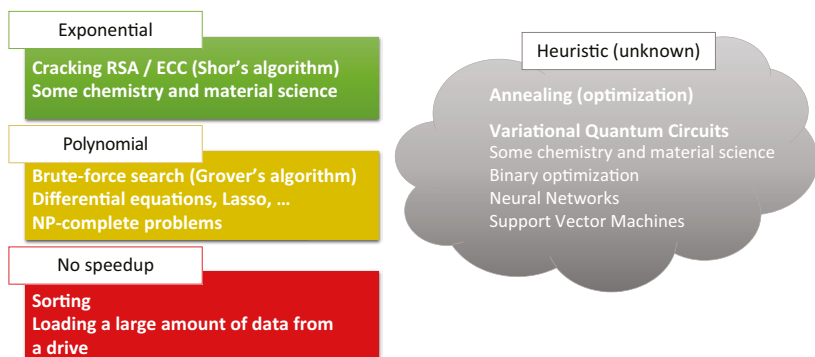 Exponential
Cracking RSA / ECC (Shor's algorithm)
Some chemistry and material science
Polynomial
Brute-force search (Grover's algorithm)
Differential equations, Lasso, ...
NP-complete problems
No speedup
Sorting
Loading a large amount of data from
a drive
Heuristic (unknown)
Annealing (optimization)
Variational Quantum Circuits
Some chemistry and material science
Binary optimization
Neural Networks
Support Vector Machines